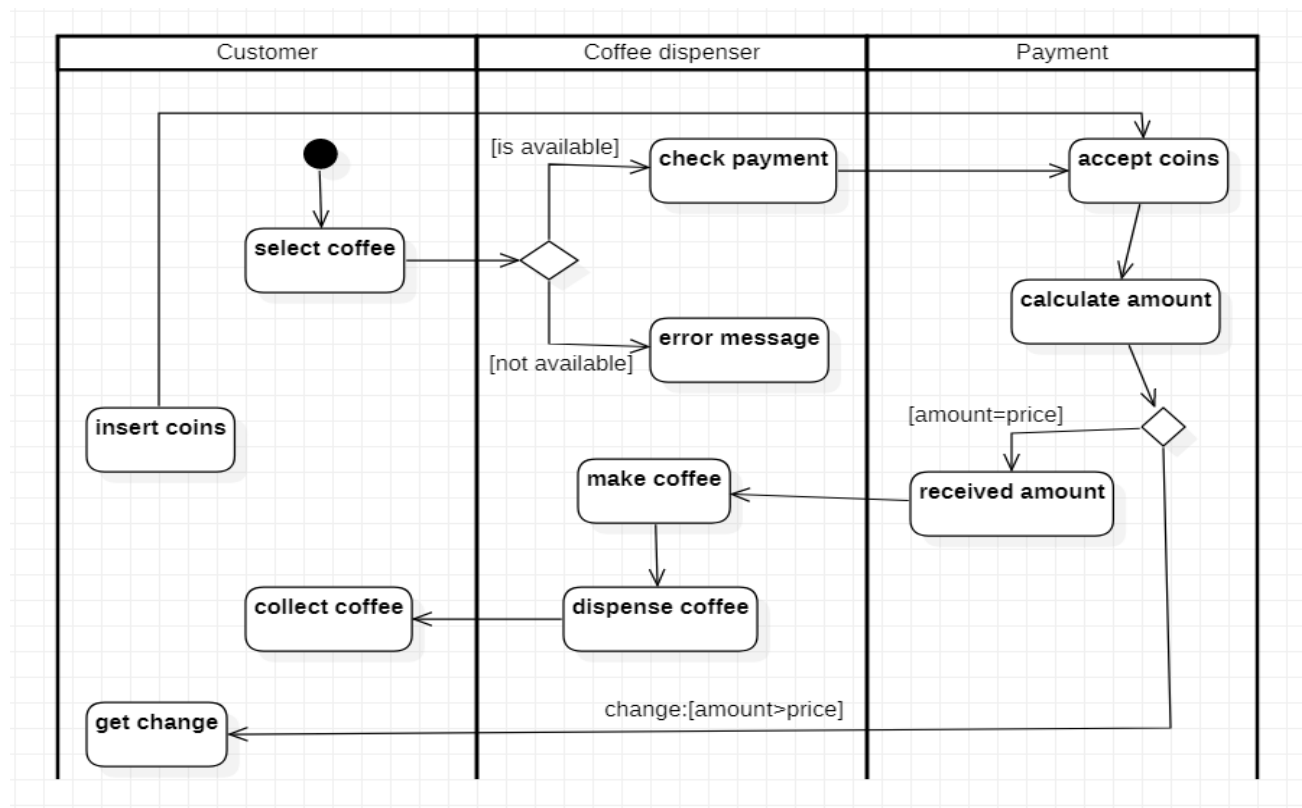 Customer
Coffee dispenser
Payment
[is available]
check payment
accept coins
select coffee
calculate amount
error message
[not available]
[amount=price]
insert coins
make coffee
received amount
collect coffee
dispense coffee
change:[amount>price]
get change